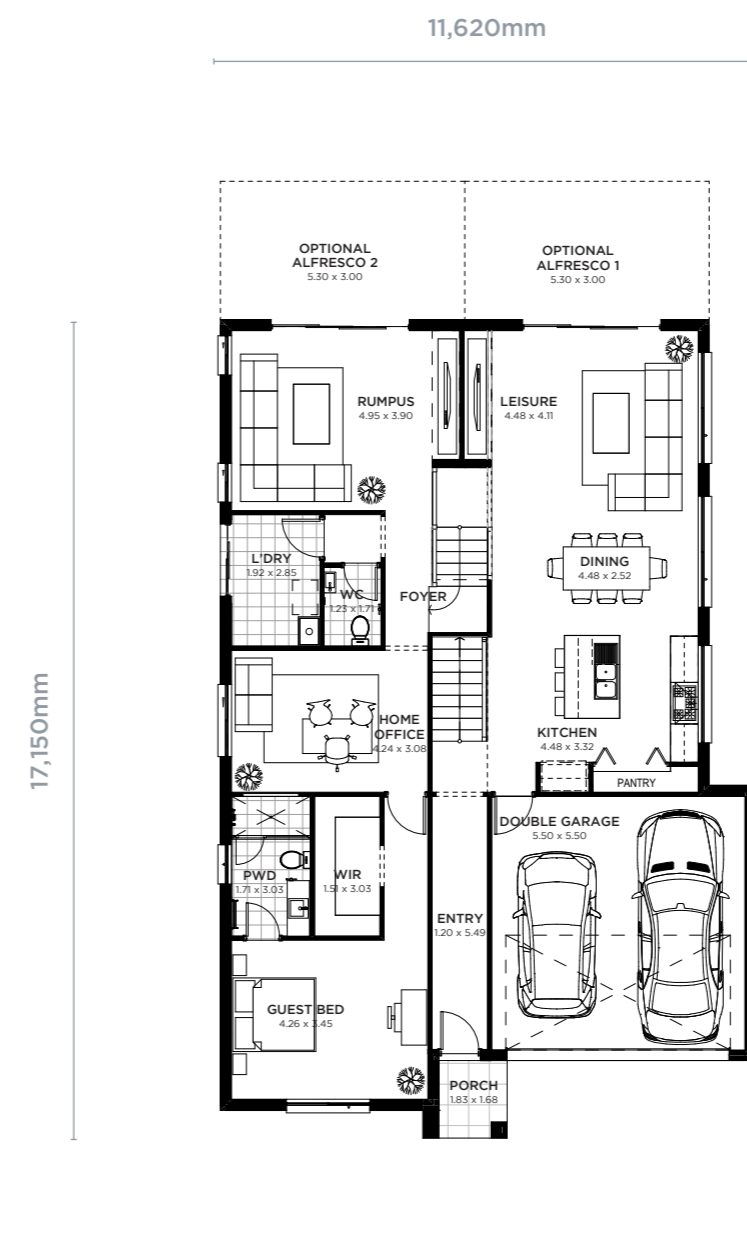 11,620mm
OPTIONAL
ALFRESCO 2
5.30 x 3.00
OPTIONAL
ALFRESCO 1
5.30 x 3.00
RUMPUS
4.95 x 3.90
LEISURE
4.48 x 4.11
L'DRY
1.92 x 2.85
WC
1.23 x 1.71
FOYER
DINING
4.48 x 2.52
17,150mm
HOME
OFFICE
4.24 x 3.08
KITCHEN
4.48 x 3.32
PANTRY
DOUBLE GARAGE
5.50 x 5.50
PWD
1.71 x 3.03
WIR
1.51 x 3.03
ENTRY
1.20 x 5.49
GUEST BED
4.26 x 3.45
PORCH
1.83 x 1.68